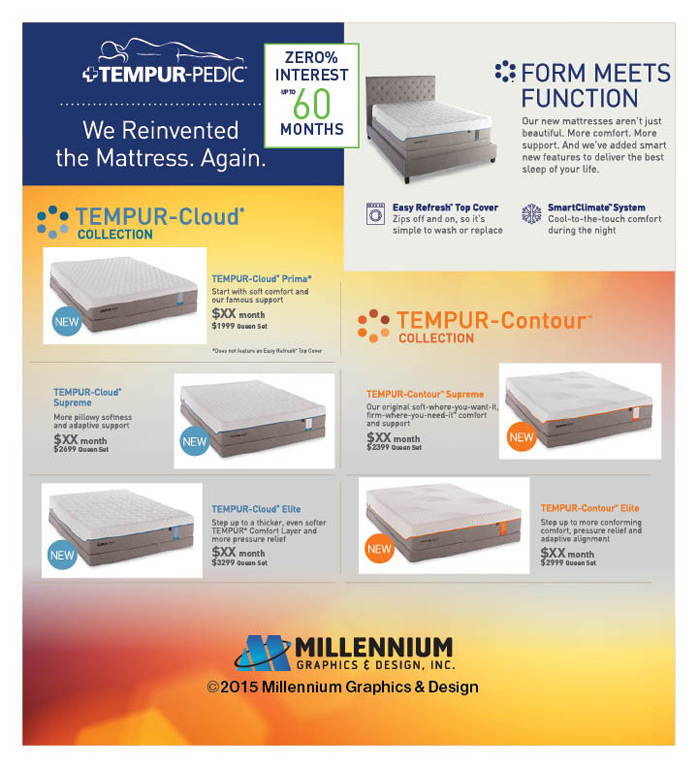 TEMPUR-PEDIC®
We Reinvented
the Mattress. Again.
ZERO%
INTEREST
UP TO
60
MONTHS
FORM MEETS
FUNCTION
Our new mattresses aren't just
beautiful. More comfort. More
support. And we've added smart
new features to deliver the best
sleep of your life.
Easy Refresh™ Top Cover
Zips off and on, so it's
simple to wash or replace
SmartClimate™ System
Cool-to-the-touch comfort
during the night
TEMPUR-Cloud®
COLLECTION
NEW
TEMPUR-Cloud® Prima*
Start with soft comfort and
our famous support
$XX month
$1999 Queen Set
*Does not feature an Easy Refresh™ Top Cover
TEMPUR-Cloud®
Supreme
More pillowy softness
and adaptive support
$XX month
$2699 Queen Set
NEW
NEW
TEMPUR-Cloud® Elite
Step up to a thicker, even softer
TEMPUR® Comfort Layer and
more pressure relief
$XX month
$3299 Queen Set
TEMPUR-Contour™
COLLECTION
TEMPUR-Contour™ Supreme
Our original soft-where-you-want-it,
firm-where-you-need-it® comfort
and support
$XX month
$2399 Queen Set
NEW
NEW
TEMPUR-Contour™ Elite
Step up to more conforming
comfort, pressure relief and
adaptive alignment
$XX month
$2999 Queen Set
MILLENNIUM
GRAPHICS & DESIGN, INC.
©2015 Millennium Graphics & Design